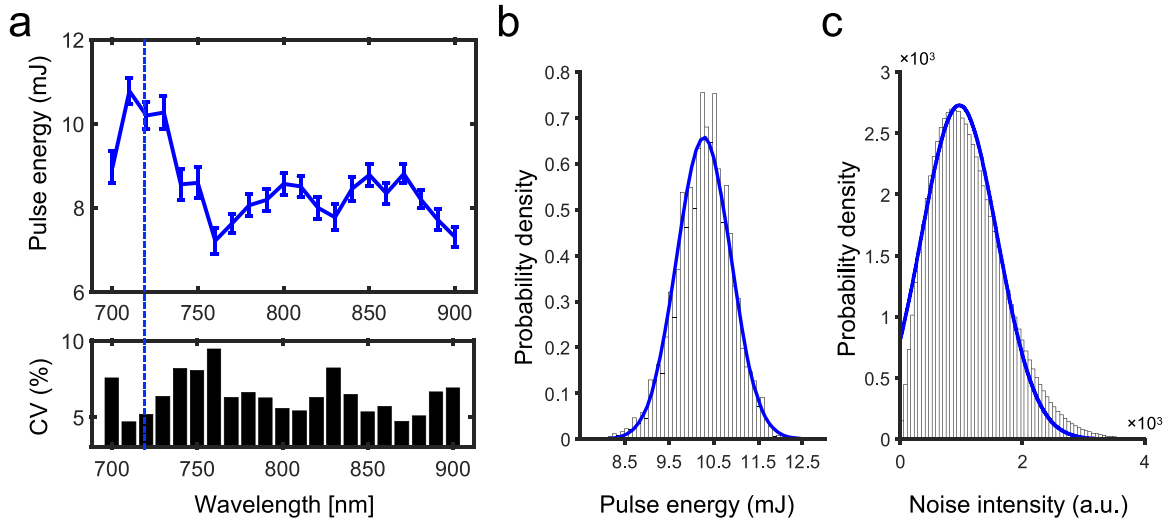 a
12
10
8
6
Pulse energy (mJ)
700 750 800 850 900
10
5
CV (%)
700 750 800 850 900
Wavelength [nm]
b
0.8
0.7
0.6
0.5
0.4
0.3
0.2
0.1
0
Probability density
8.5 9.5 10.5 11.5 12.5
Pulse energy (mJ)
c
×10³
3
2.5
2
1.5
1
0.5
0
Probability density
×10³
0 2 4
Noise intensity (a.u.)